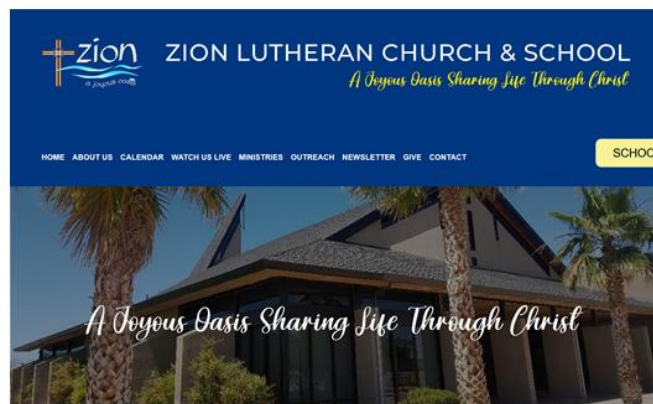 zion
a joyous oasis
ZION LUTHERAN CHURCH & SCHOOL
A Joyous Oasis Sharing Life Through Christ
HOME ABOUT US CALENDAR WATCH US LIVE MINISTRIES OUTREACH NEWSLETTER GIVE CONTACT
SCHOO
A Joyous Oasis Sharing Life Through Christ